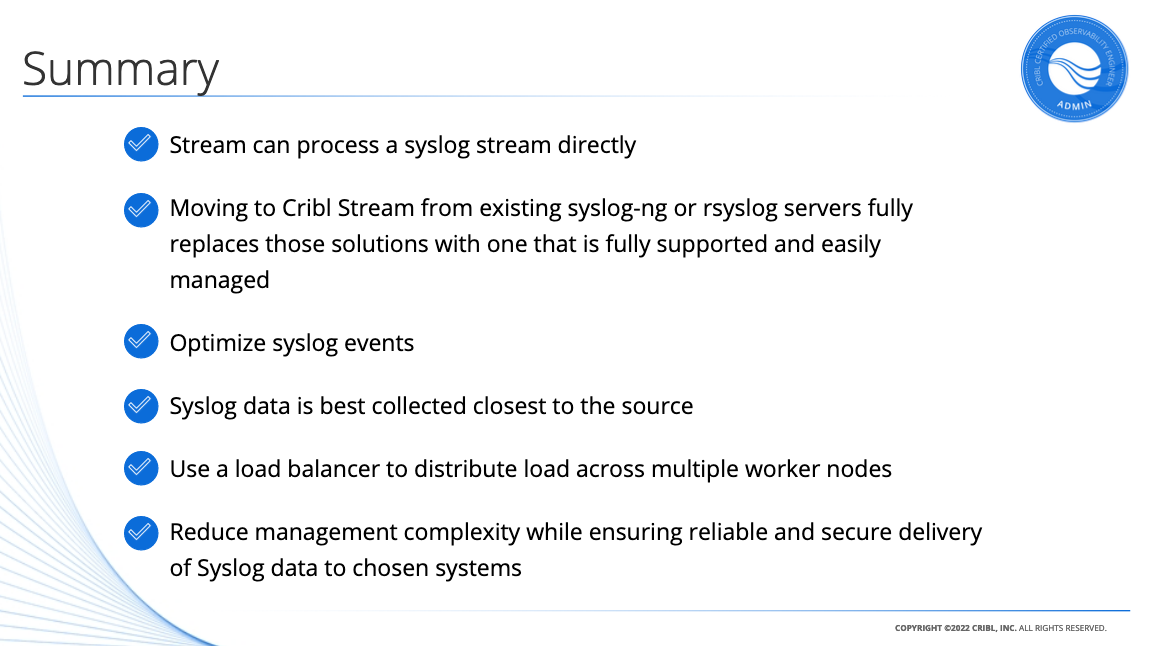 Summary
CRIBL CERTIFIED OBSERVABILITY ENGINEER
ADMIN
Stream can process a syslog stream directly
Moving to Cribl Stream from existing syslog-ng or rsyslog servers fully
replaces those solutions with one that is fully supported and easily
managed
Optimize syslog events
Syslog data is best collected closest to the source
Use a load balancer to distribute load across multiple worker nodes
Reduce management complexity while ensuring reliable and secure delivery
of Syslog data to chosen systems
COPYRIGHT ©2022 CRIBL, INC. ALL RIGHTS RESERVED.